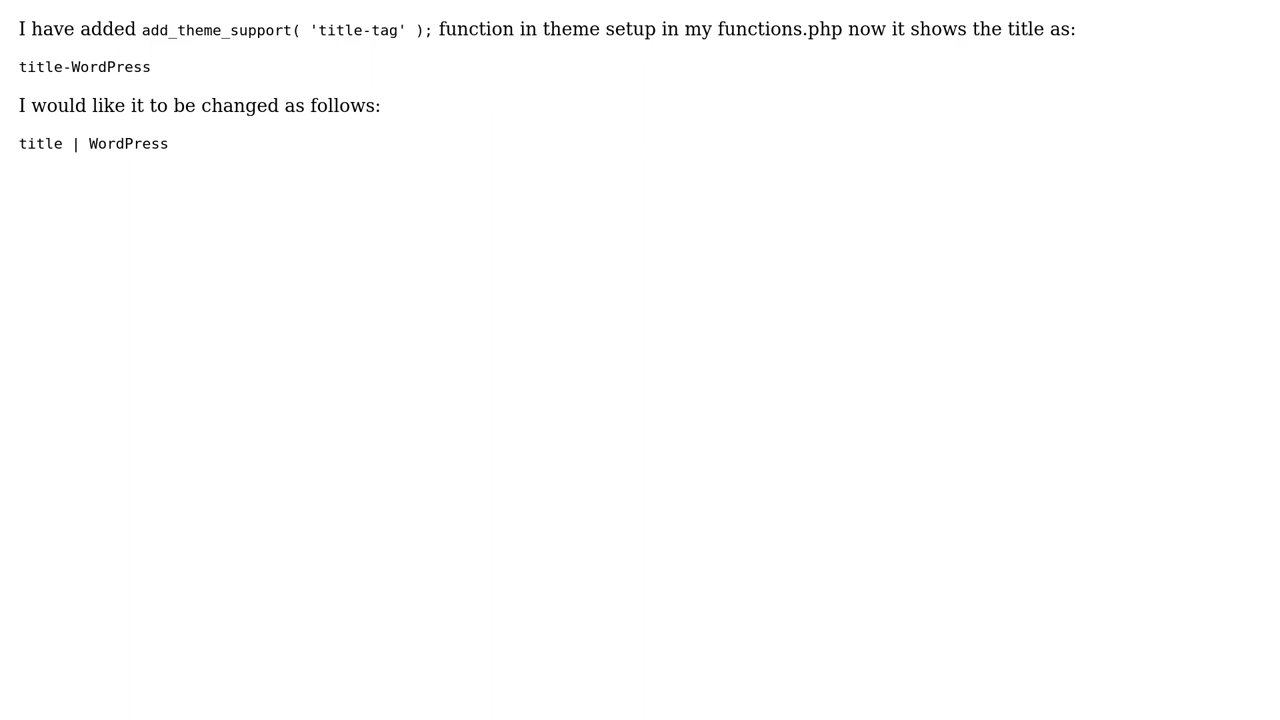 I have added add_theme_support( 'title-tag' ); function in theme setup in my functions.php now it shows the title as:
title-WordPress
I would like it to be changed as follows:
title | WordPress